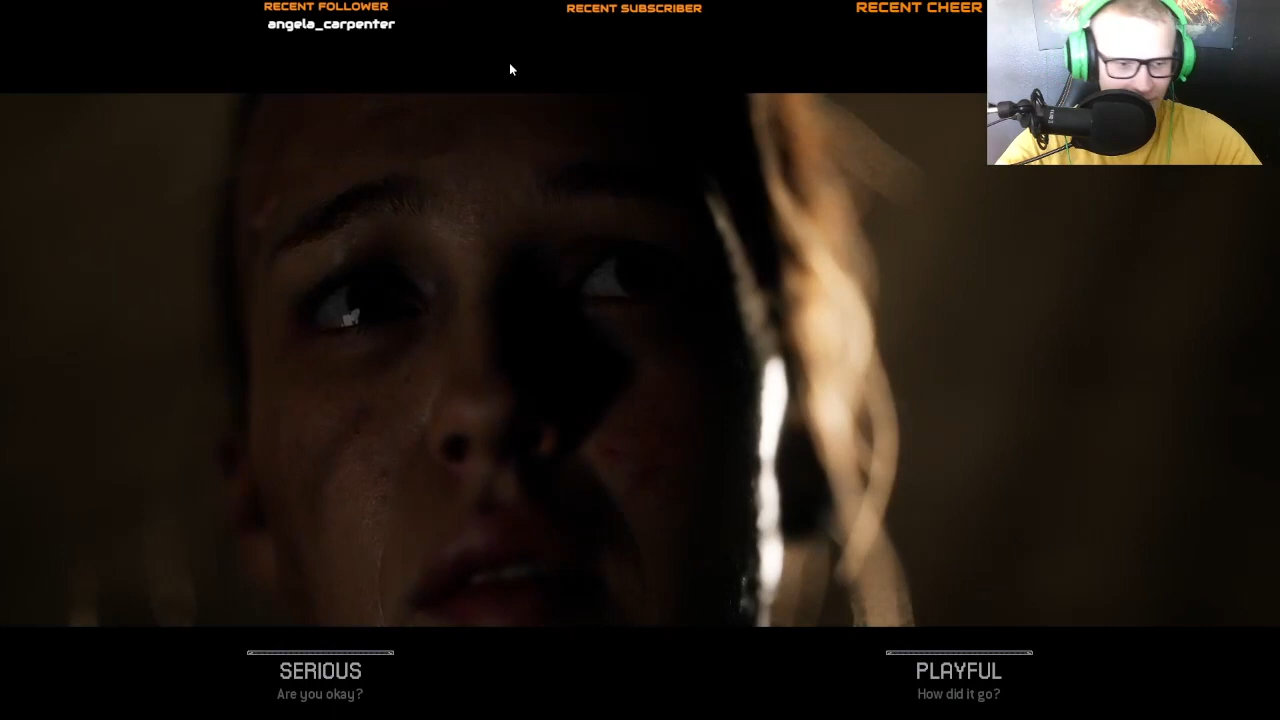 RECENT FOLLOWER
angela_carpenter
RECENT SUBSCRIBER
RECENT CHEER
SERIOUS
Are you okay?
PLAYFUL
How did it go?